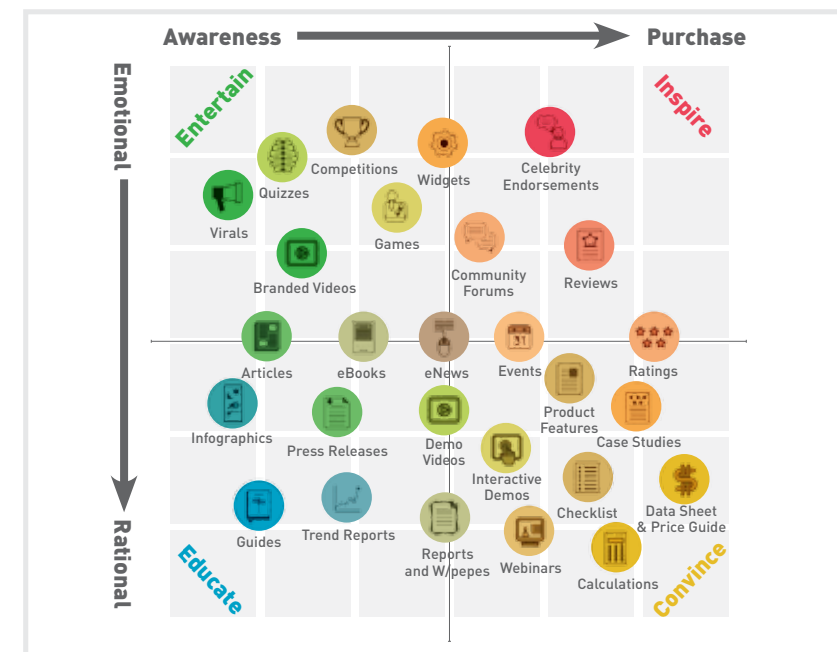 Awareness
Purchase
Emotional
Rational
Entertain
Inspire
Competitions
Widgets
Celebrity
Endorsements
Quizzes
Virals
Games
Community
Forums
Reviews
Branded Videos
Articles
eBooks
eNews
Events
Ratings
Infographics
Press Releases
Demo
Videos
Product
Features
Case Studies
Interactive
Demos
Checklist
Data Sheet
& Price Guide
Guides
Trend Reports
Reports
and W/pepes
Webinars
Calculations
Educate
Convince
31